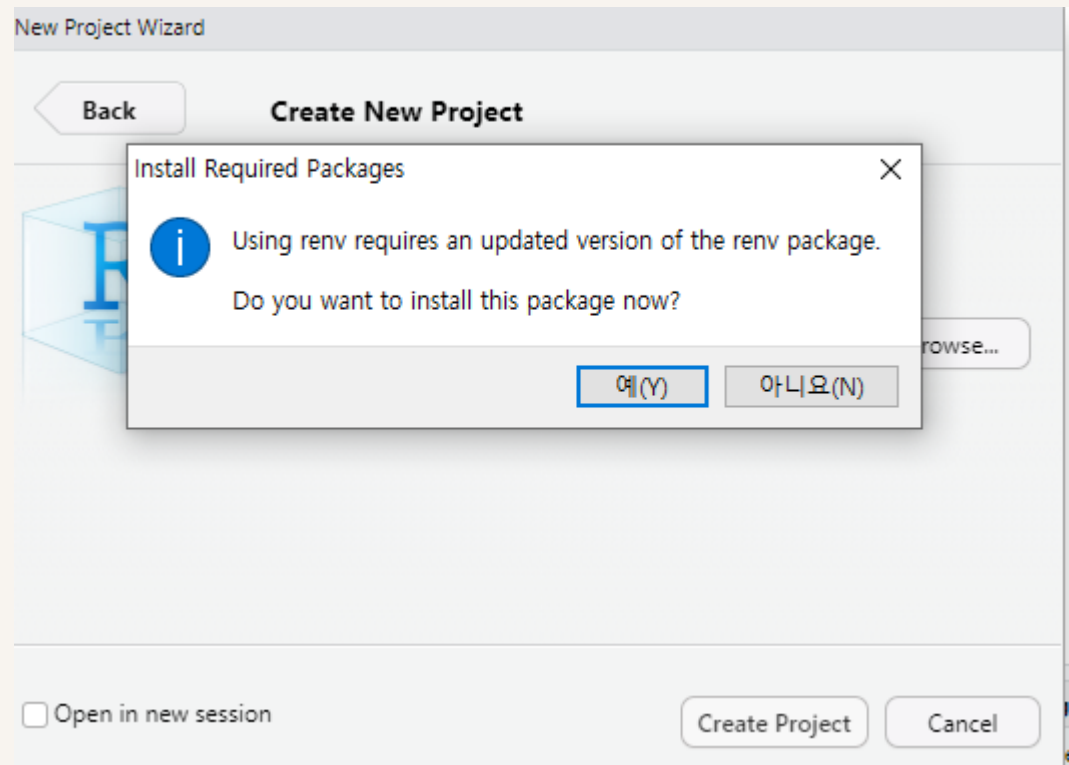 New Project Wizard
Back
Create New Project
Install Required Packages
Using renv requires an updated version of the renv package.
Do you want to install this package now?
예(Y)
아니요(N)
rowse...
Open in new session
Create Project
Cancel